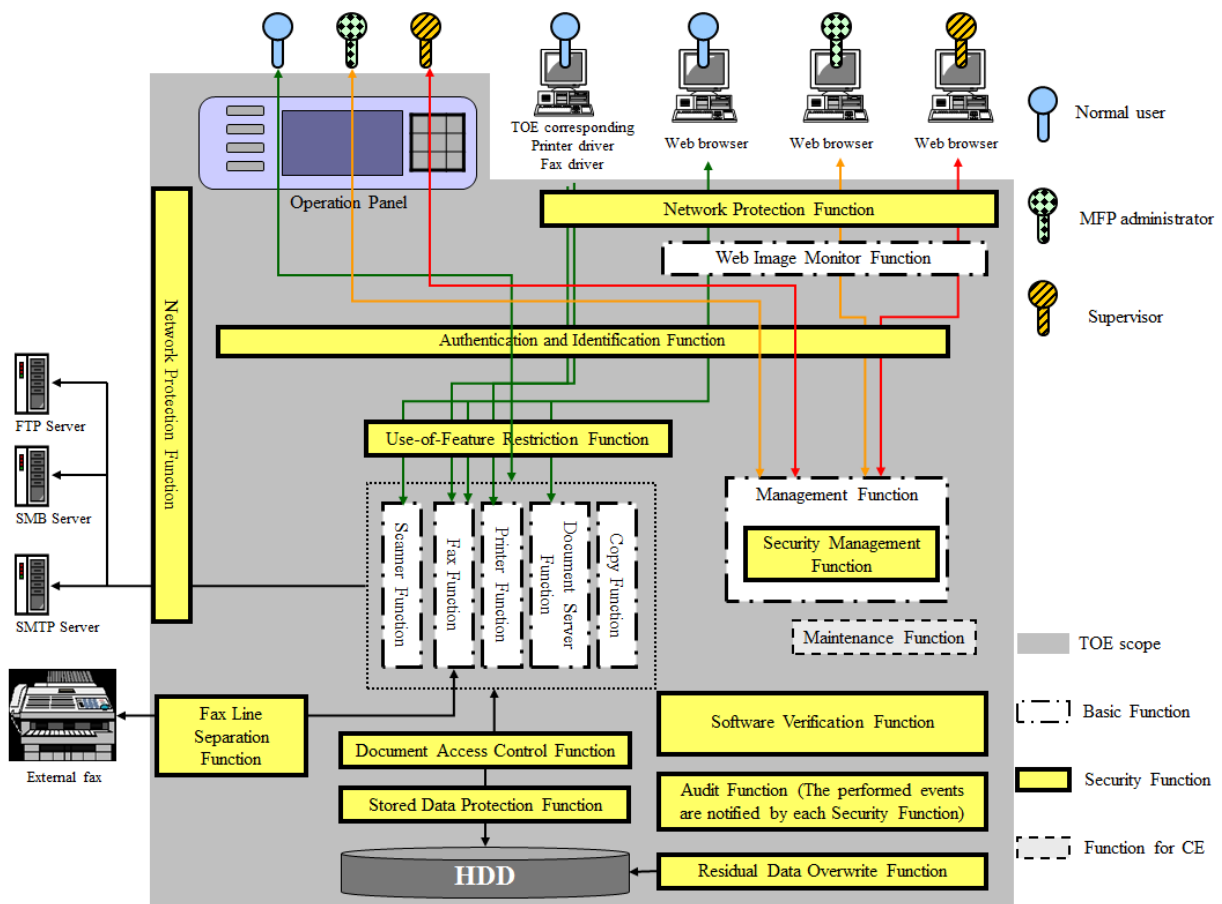 TOE corresponding
Printer driver
Fax driver
Web browser
Web browser
Web browser
Normal user
Operation Panel
Network Protection Function
MFP administrator
Web Image Monitor Function
Supervisor
Network Protection Function
Authentication and Identification Function
FTP Server
Use-of-Feature Restriction Function
SMB Server
Scanner Function
Fax Function
Printer Function
Document Server
Function
Copy Function
Management Function
Security Management
Function
SMTP Server
Maintenance Function
TOE scope
Fax Line
Separation
Function
External fax
Document Access Control Function
Software Verification Function
Basic Function
Stored Data Protection Function
Audit Function (The performed events
are notified by each Security Function)
Security Function
HDD
Residual Data Overwrite Function
Function for CE